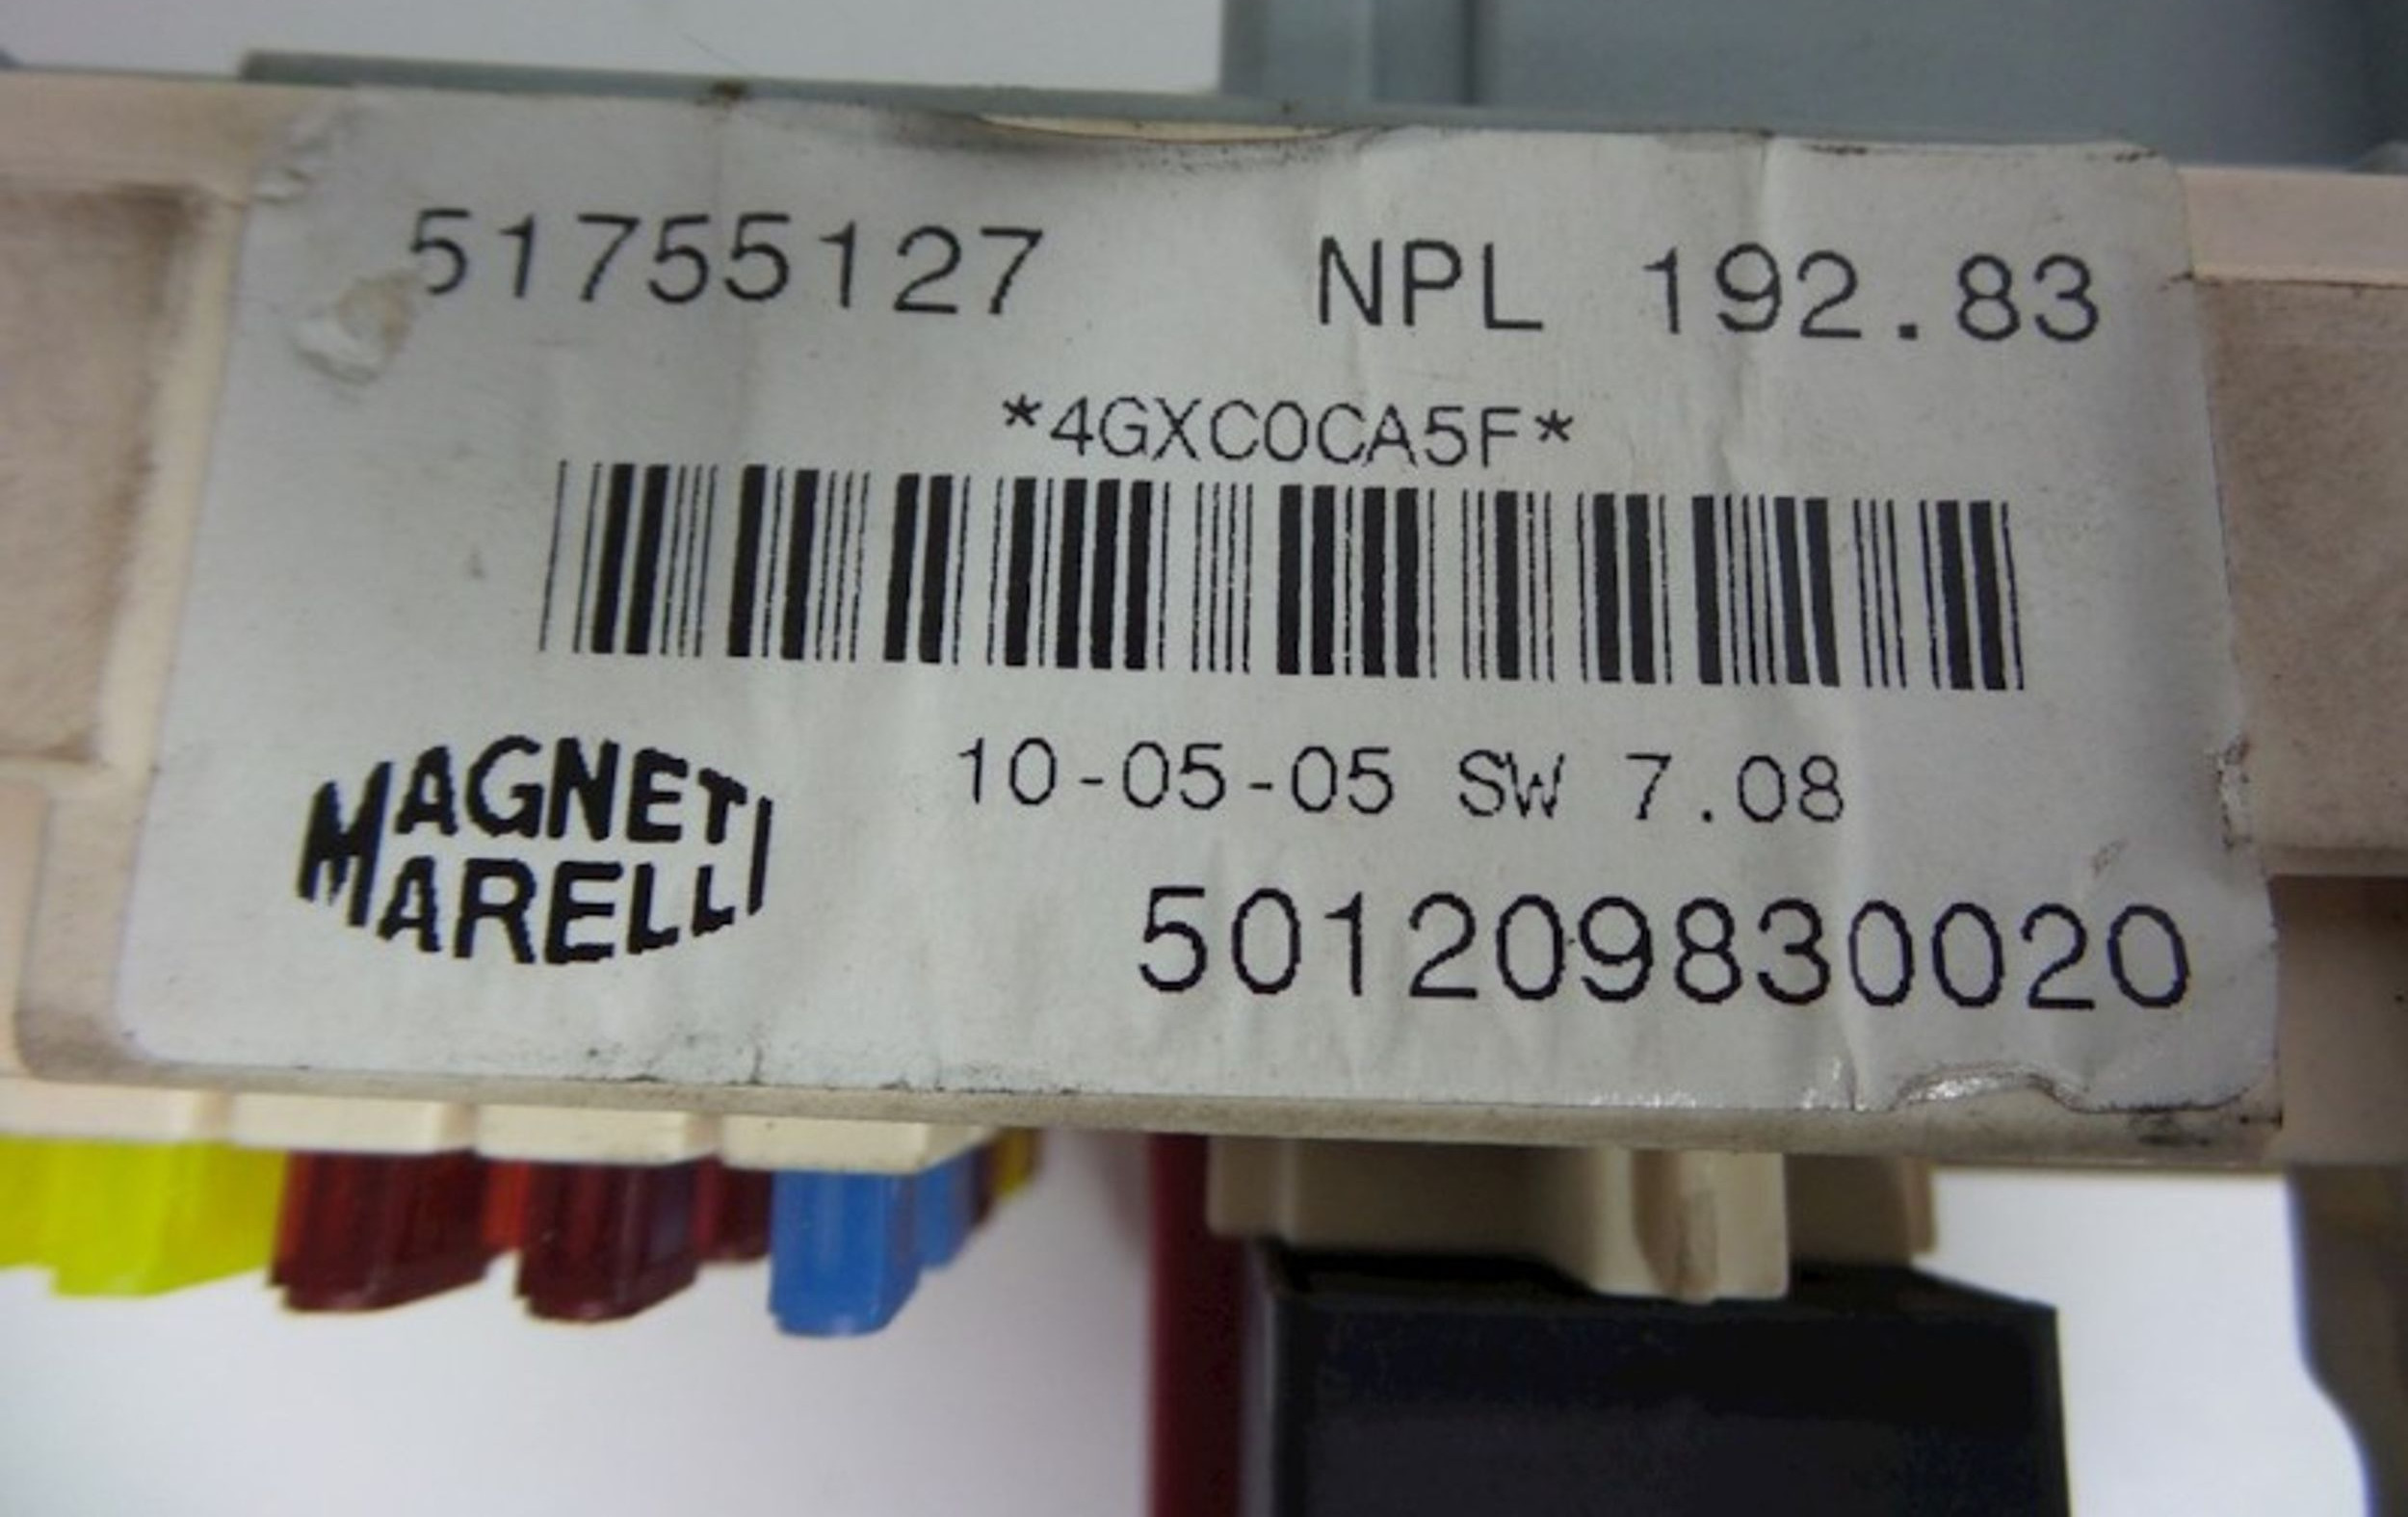 51755127 NPL 192.83
*4GXC0CA5F*
10-05-05 SW 7.08
MAGNETI
MARELLI
501209830020